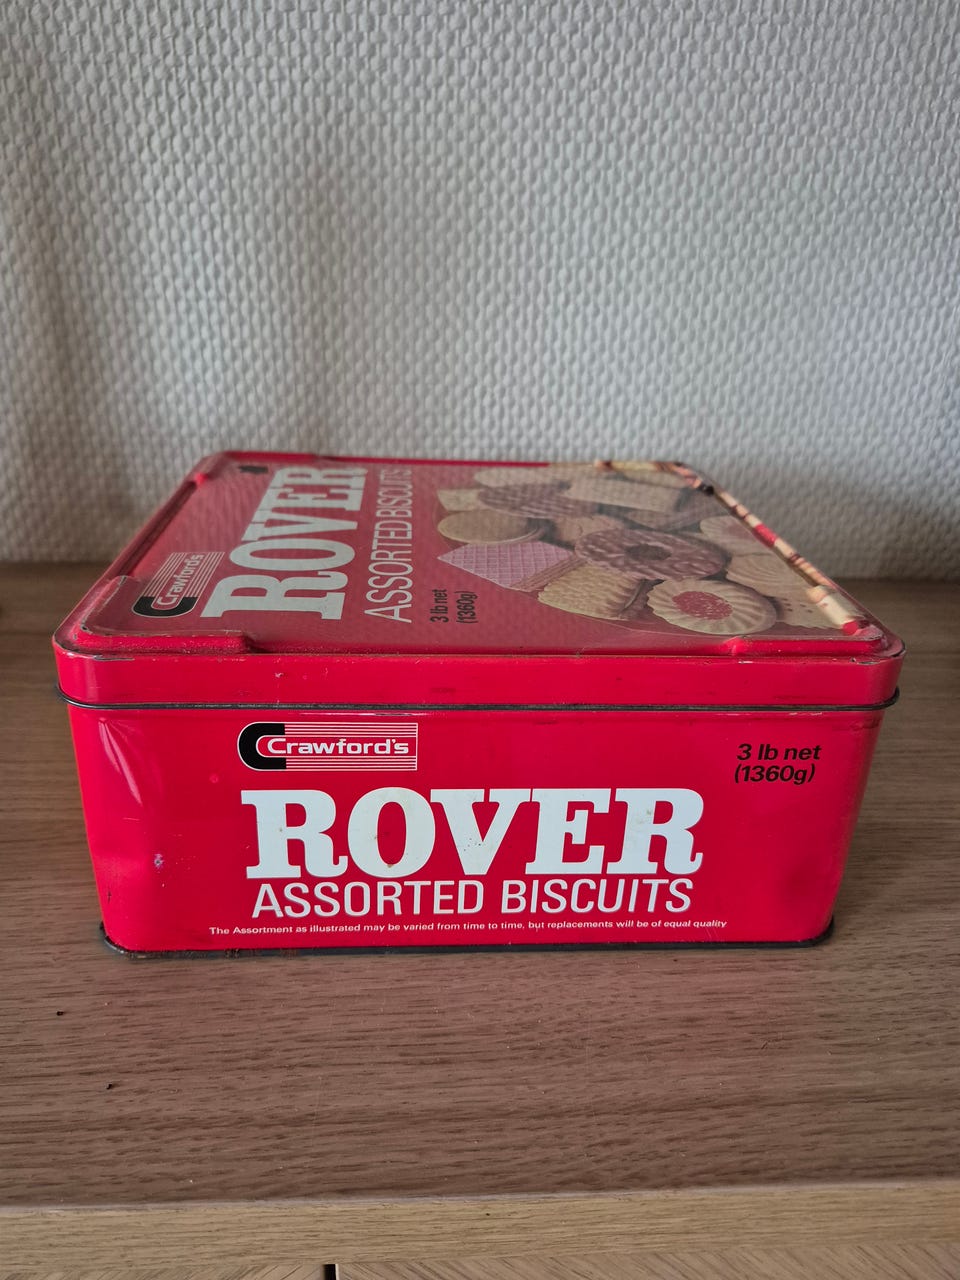 Crawford's
ROVER
ASSORTED BISCUITS
3 lb net
(1360g)
Crawford's
3 lb net
(1360g)
ROVER
ASSORTED BISCUITS
The Assortment as illustrated may be varied from time to time, but replacements will be of equal quality